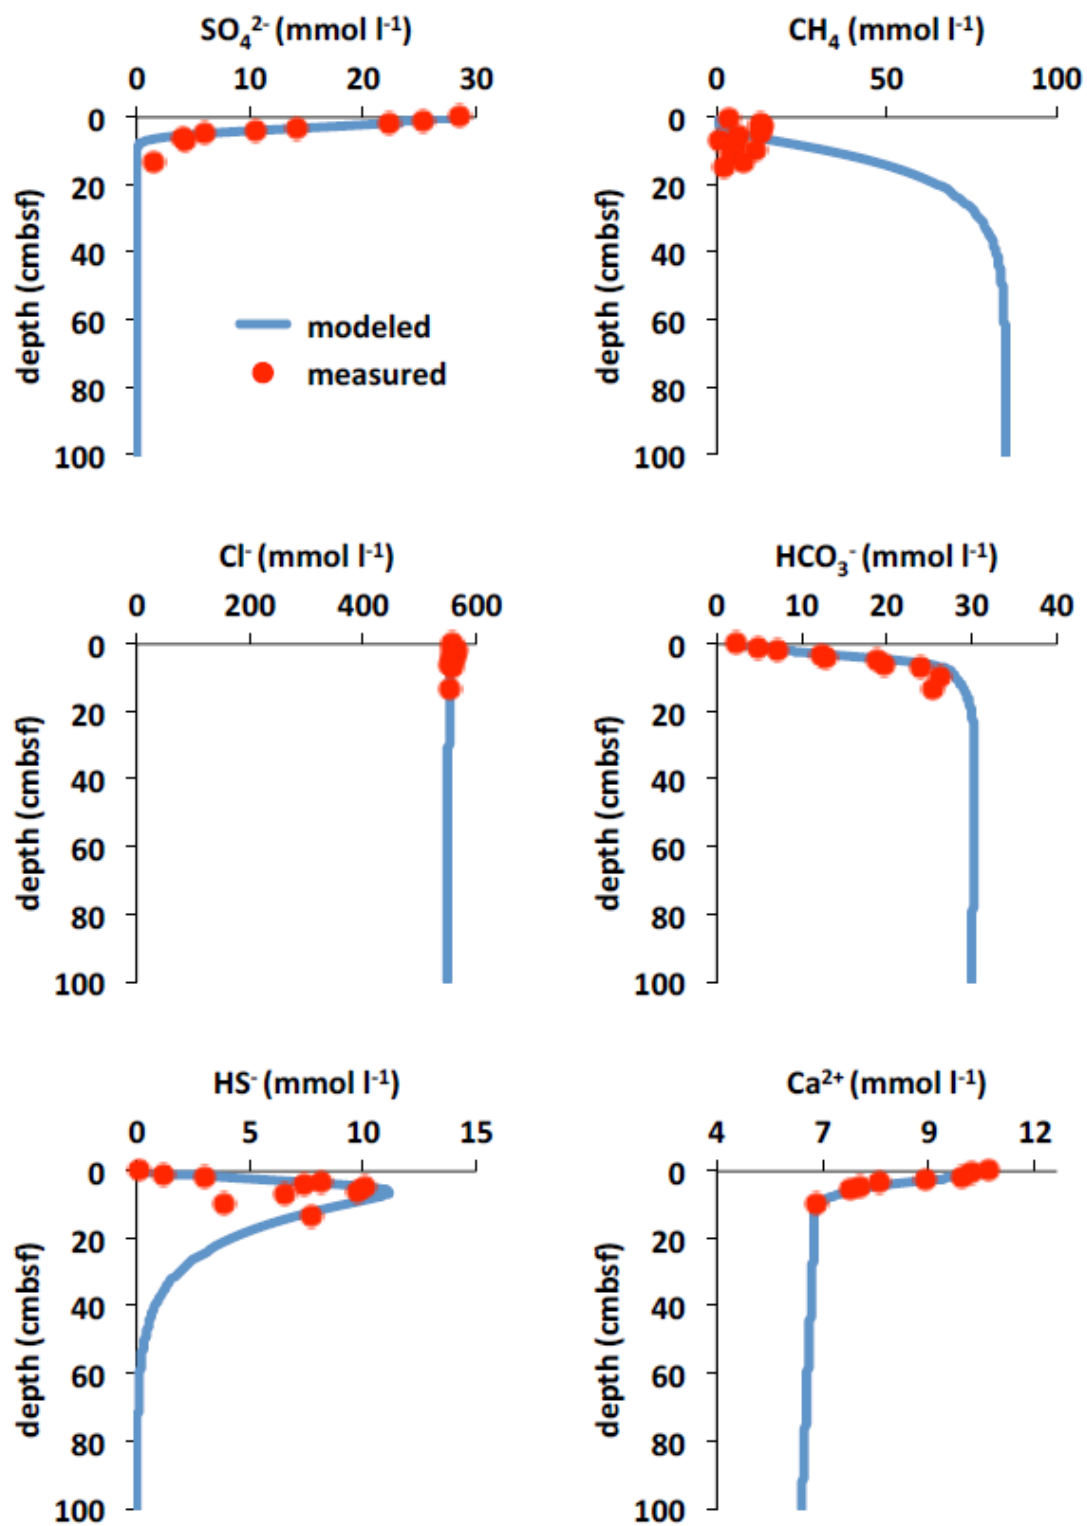 SO₄²⁻ (mmol l⁻¹)
0 10 20 30
0
20
40
60
80
100
depth (cmbsf)
modeled
measured
CH₄ (mmol l⁻¹)
0 50 100
0
20
40
60
80
100
depth (cmbsf)
Cl⁻ (mmol l⁻¹)
0 200 400 600
0
20
40
60
80
100
depth (cmbsf)
HCO₃⁻ (mmol l⁻¹)
0 10 20 30 40
0
20
40
60
80
100
depth (cmbsf)
HS⁻ (mmol l⁻¹)
0 5 10 15
0
20
40
60
80
100
depth (cmbsf)
Ca²⁺ (mmol l⁻¹)
4 7 9 12
0
20
40
60
80
100
depth (cmbsf)